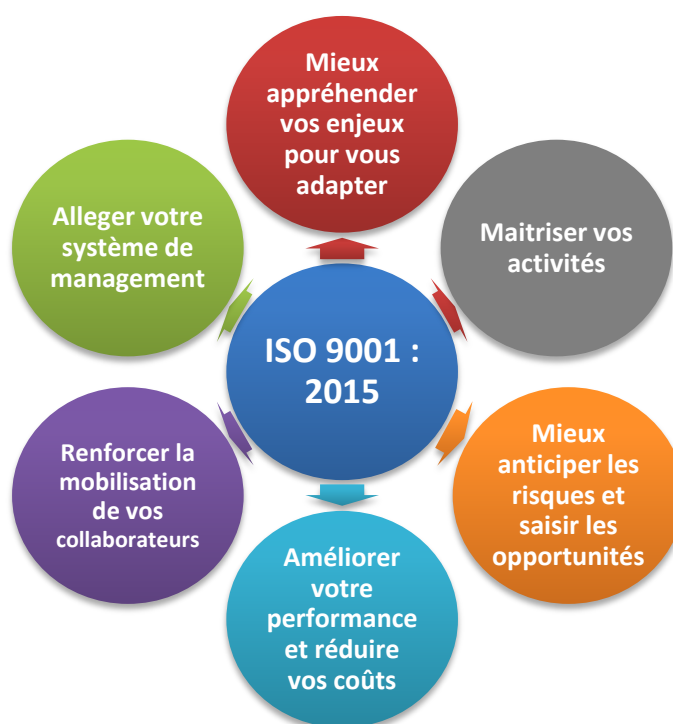 Mieux
appréhender
vos enjeux
pour vous
adapter
Alleger votre
système de
management
Maitriser vos
activités
ISO 9001 :
2015
Renforcer la
mobilisation
de vos
collaborateurs
Mieux
anticiper les
risques et
saisir les
opportunités
Améliorer
votre
performance
et réduire
vos coûts